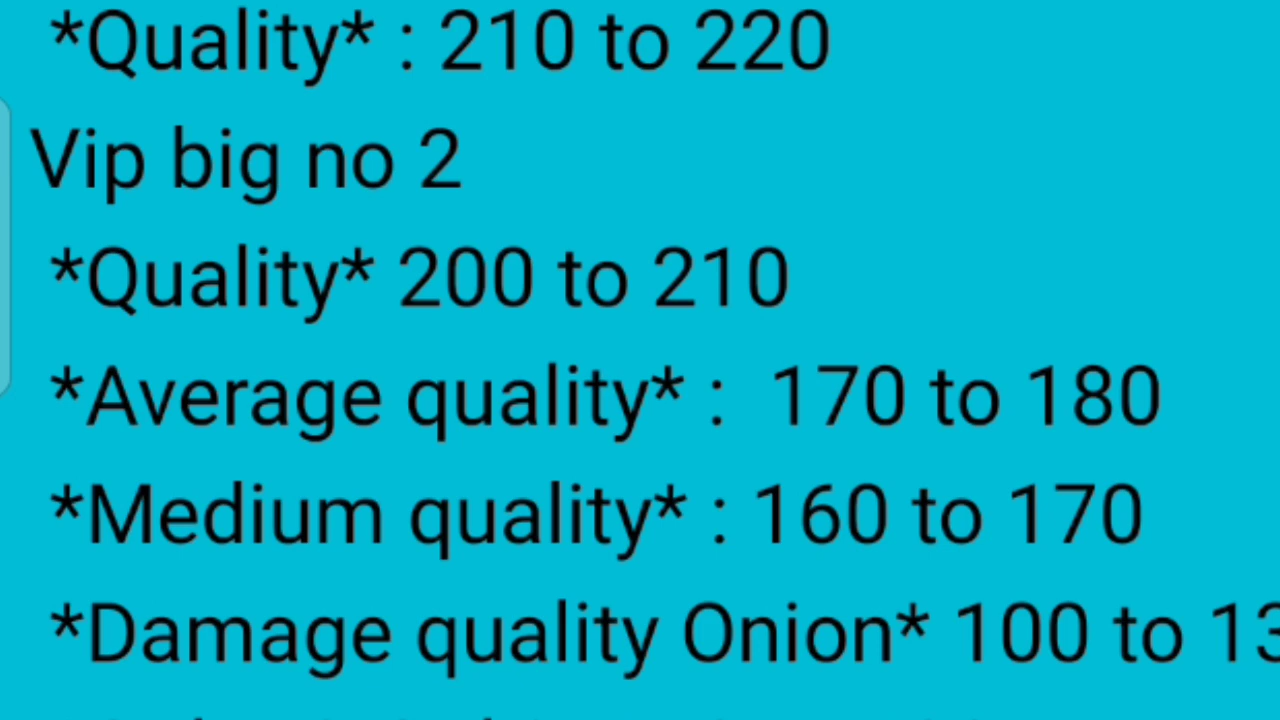 *Quality* : 210 to 220
Vip big no 2
*Quality* 200 to 210
*Average quality* :  170 to 180
*Medium quality* : 160 to 170
*Damage quality Onion* 100 to 13